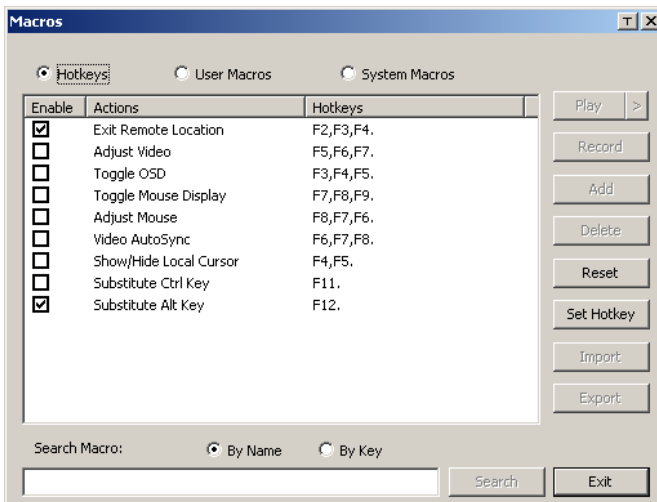 Macros
Hotkeys User Macros System Macros
Enable Actions Hotkeys
Exit Remote Location F2,F3,F4.
Adjust Video F5,F6,F7.
Toggle OSD F3,F4,F5.
Toggle Mouse Display F7,F8,F9.
Adjust Mouse F8,F7,F6.
Video AutoSync F6,F7,F8.
Show/Hide Local Cursor F4,F5.
Substitute Ctrl Key F11.
Substitute Alt Key F12.
Play >
Record
Add
Delete
Reset
Set Hotkey
Import
Export
Search Macro: By Name By Key
Search Exit